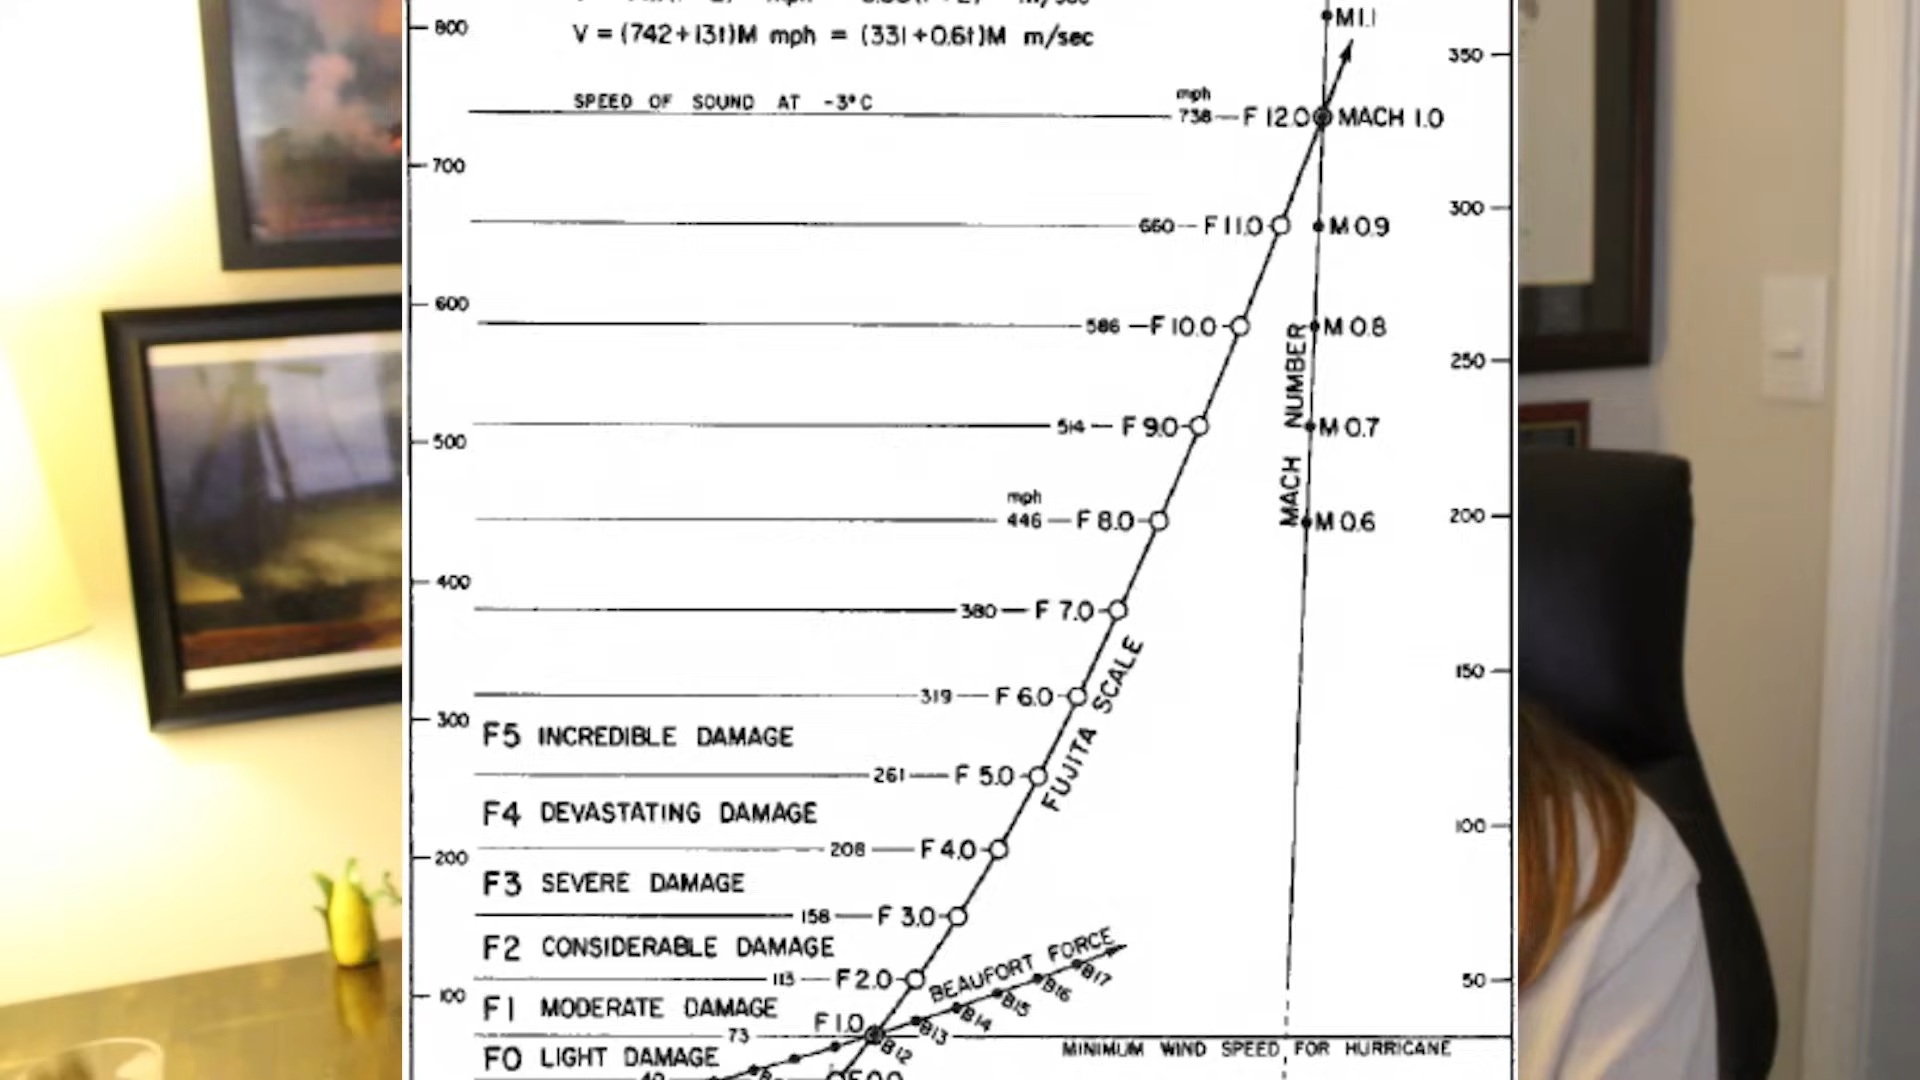 V = (742+1.31t)M mph = (331+0.61)M m/sec
M 1.1
800
350
SPEED OF SOUND AT -3°C
mph
738 F 12.0 MACH 1.0
700
660 F 11.0 M 0.9
300
600
586 F 10.0 M 0.8
250
MACH NUMBER
514 F 9.0 M 0.7
500
mph
446 F 8.0 M 0.6
200
400
380 F 7.0
150
FUJITA SCALE
319 F 6.0
300
F5 INCREDIBLE DAMAGE
261 F 5.0
F4 DEVASTATING DAMAGE
100
208 F 4.0
200
F3 SEVERE DAMAGE
158 F 3.0
F2 CONSIDERABLE DAMAGE
BEAUFORT FORCE
113 F 2.0
B17
B16
B15
B14
B13
B12
50
100
F1 MODERATE DAMAGE
F 1.0
73
MINIMUM WIND SPEED FOR HURRICANE
F0 LIGHT DAMAGE